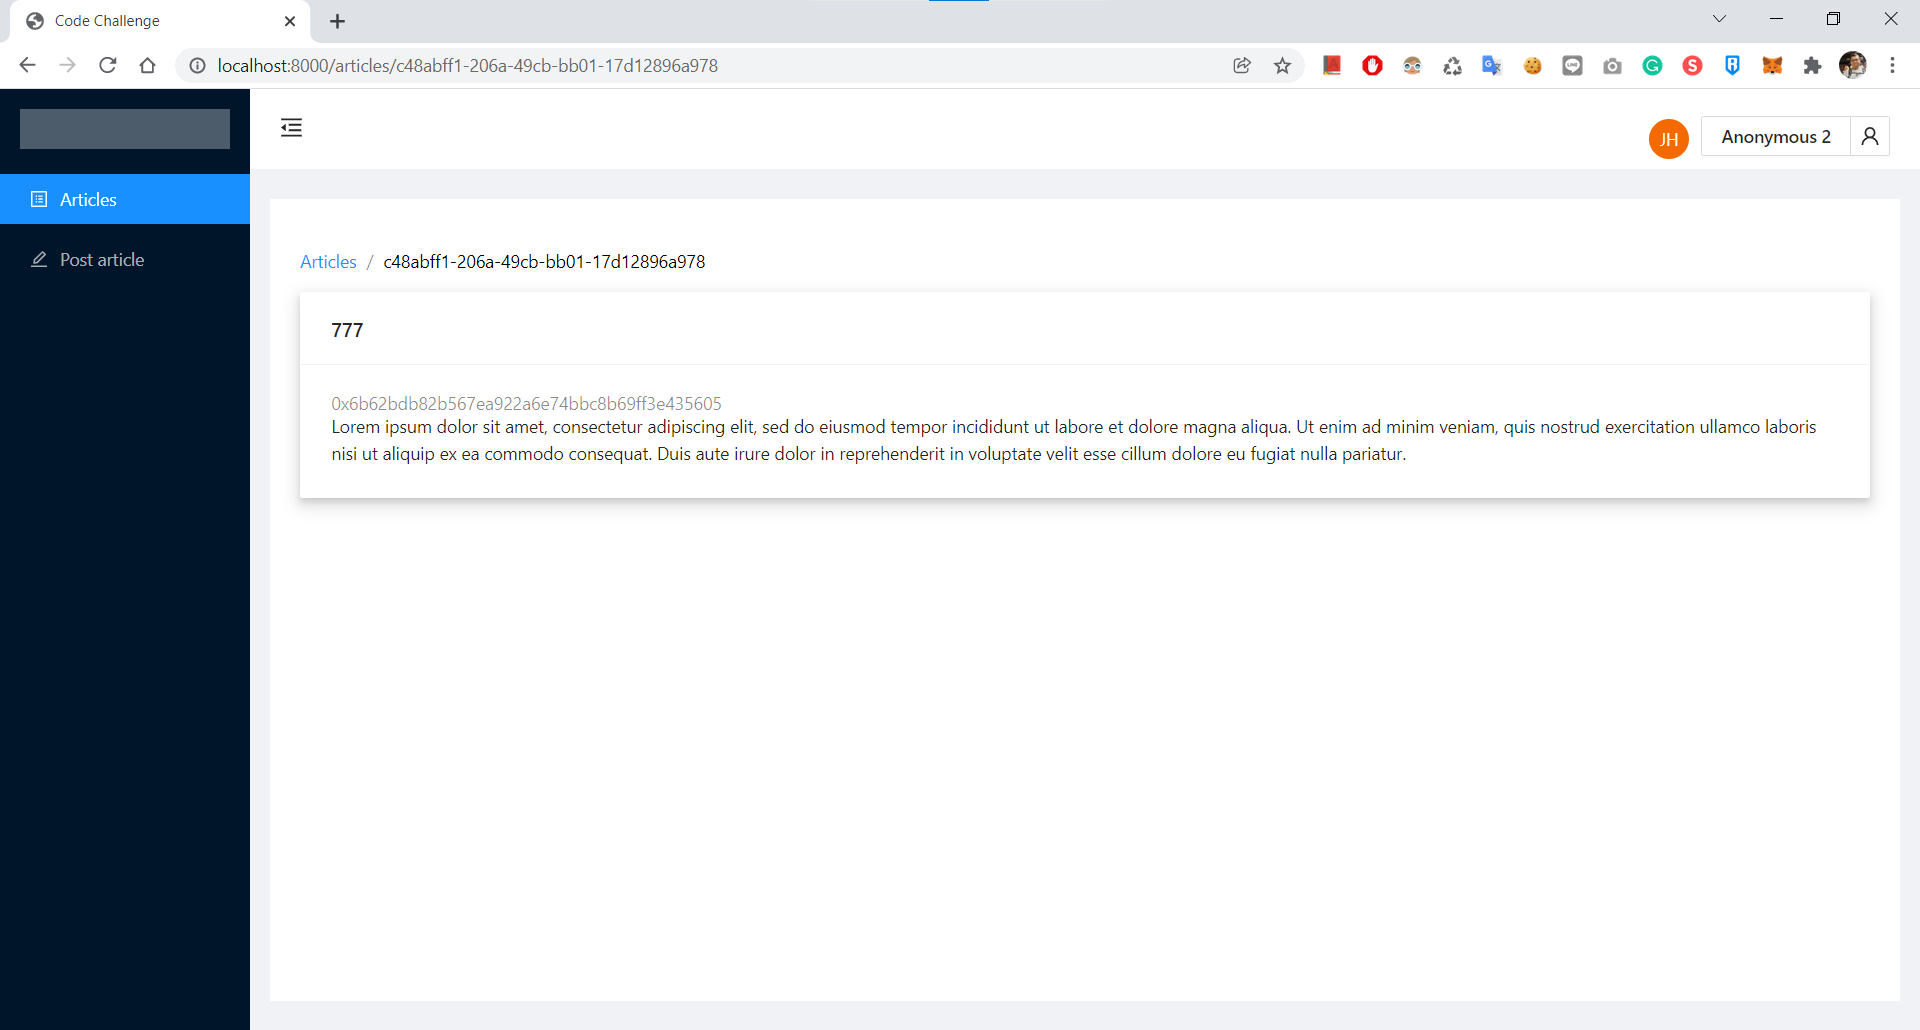 Code Challenge
localhost:8000/articles/c48abff1-206a-49cb-bb01-17d12896a978
JH
Anonymous 2
Articles
Post article
Articles / c48abff1-206a-49cb-bb01-17d12896a978
777
0x6b62bdb82b567ea922a6e74bbc8b69ff3e435605
Lorem ipsum dolor sit amet, consectetur adipiscing elit, sed do eiusmod tempor incididunt ut labore et dolore magna aliqua. Ut enim ad minim veniam, quis nostrud exercitation ullamco laboris
nisi ut aliquip ex ea commodo consequat. Duis aute irure dolor in reprehenderit in voluptate velit esse cillum dolore eu fugiat nulla pariatur.